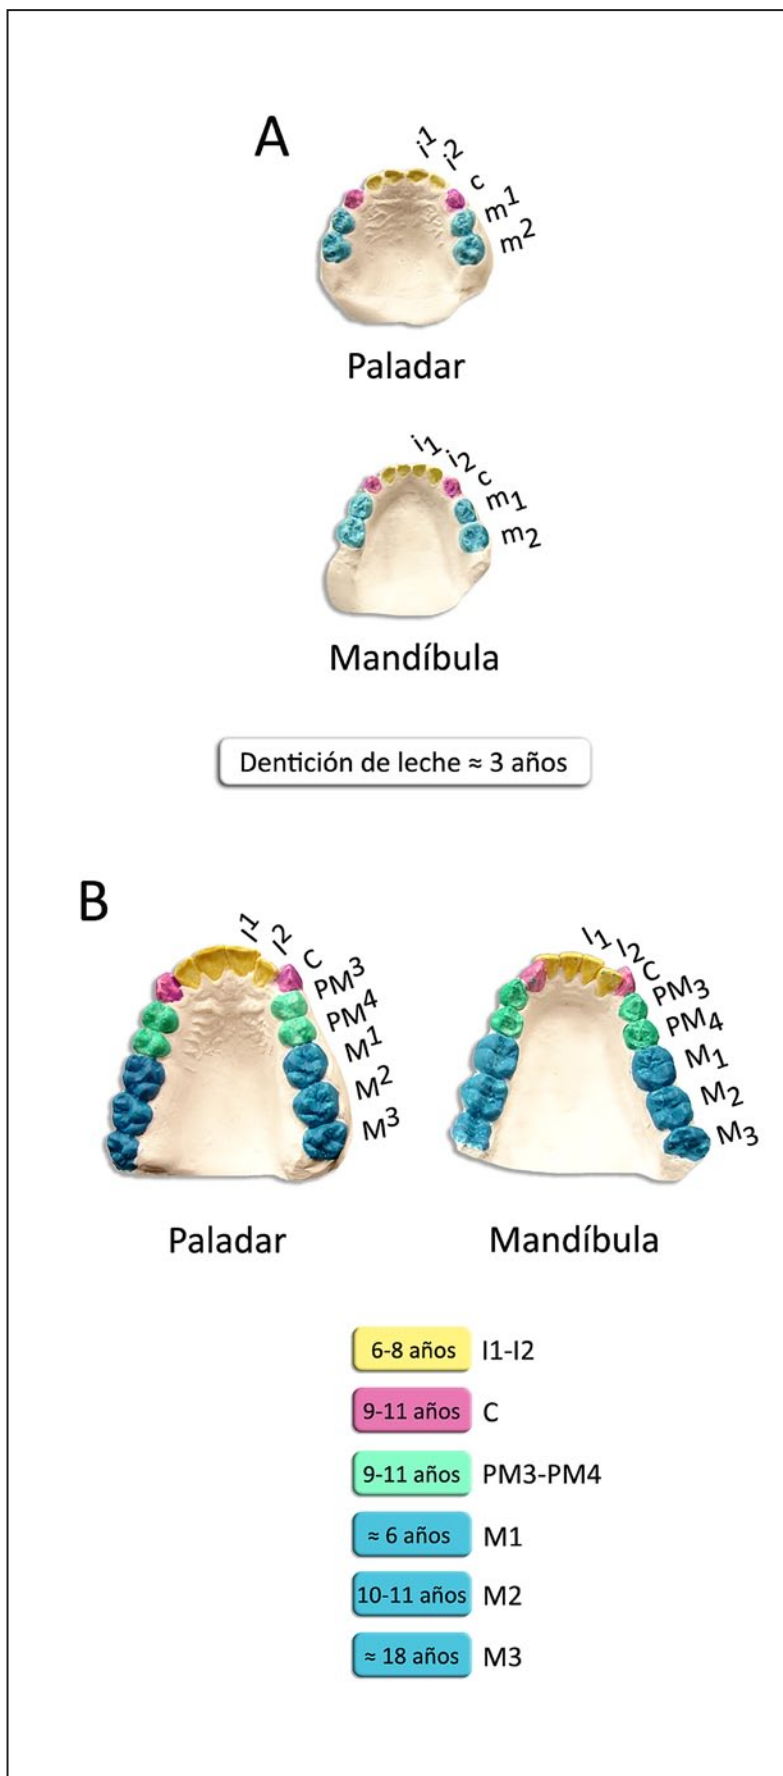 A
i1
i2
c
m1
m2
Paladar
i1
i2
c
m1
m2
Mandíbula
Dentición de leche ≈ 3 años
B
I1
I2
C
PM3
PM4
M1
M2
M3
Paladar
I1
I2
C
PM3
PM4
M1
M2
M3
Mandíbula
6-8 años I1-I2
9-11 años C
9-11 años PM3-PM4
≈ 6 años M1
10-11 años M2
≈ 18 años M3